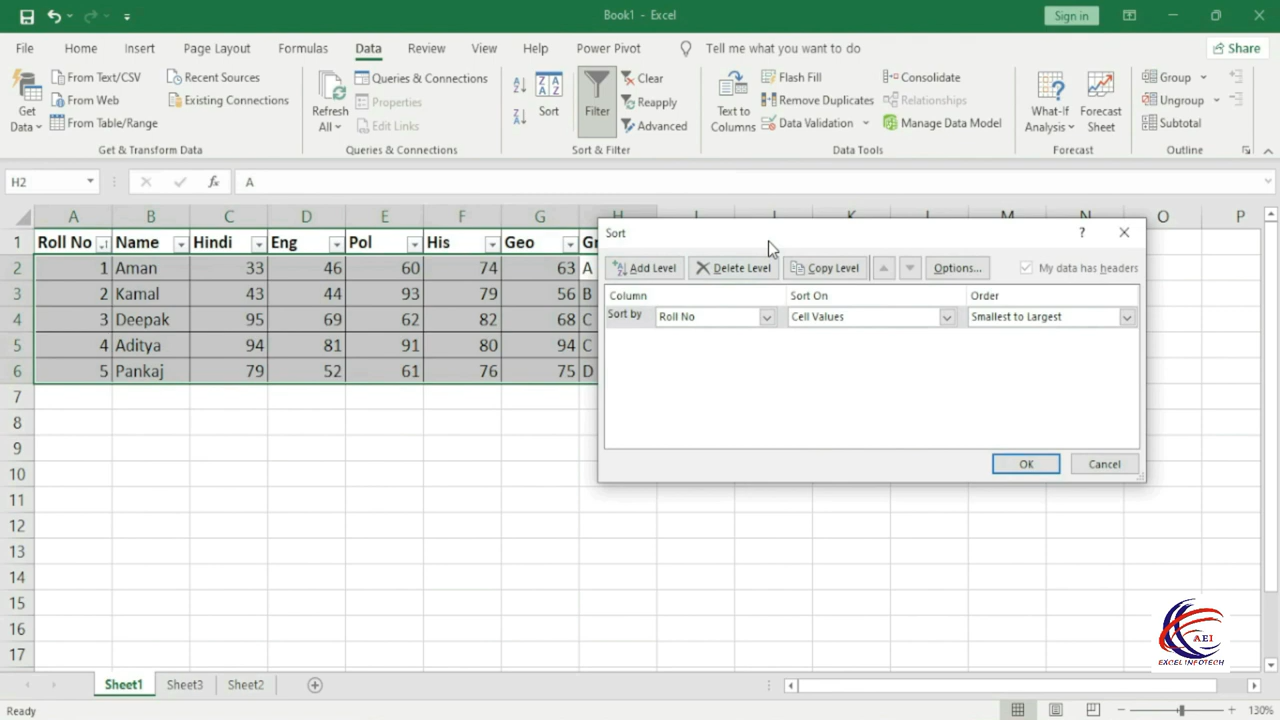 Book1 - Excel
Sign in
File Home Insert Page Layout Formulas Data Review View Help Power Pivot Tell me what you want to do Share
Get Data
From Text/CSV
From Web
From Table/Range
Recent Sources
Existing Connections
Get & Transform Data
Refresh All
Queries & Connections
Properties
Edit Links
Queries & Connections
Sort
Filter
Clear
Reapply
Advanced
Sort & Filter
Text to Columns
Flash Fill
Remove Duplicates
Data Validation
Consolidate
Relationships
Manage Data Model
Data Tools
What-If Analysis
Forecast Sheet
Forecast
Group
Ungroup
Subtotal
Outline
H2 fx A
A B C D E F G O P
1 Roll No Name Hindi Eng Pol His Geo
2 1 Aman 33 46 60 74 63 A
3 2 Kamal 43 44 93 79 56 B
4 3 Deepak 95 69 62 82 68 C
5 4 Aditya 94 81 91 80 94 C
6 5 Pankaj 79 52 61 76 75 D
7
8
9
10
11
12
13
14
15
16
17
Sort ?
Add Level Delete Level Copy Level Options... My data has headers
Column Sort On Order
Sort by Roll No Cell Values Smallest to Largest
OK Cancel
AEI
EXCEL INFOTECH
Sheet1 Sheet3 Sheet2
Ready 130%